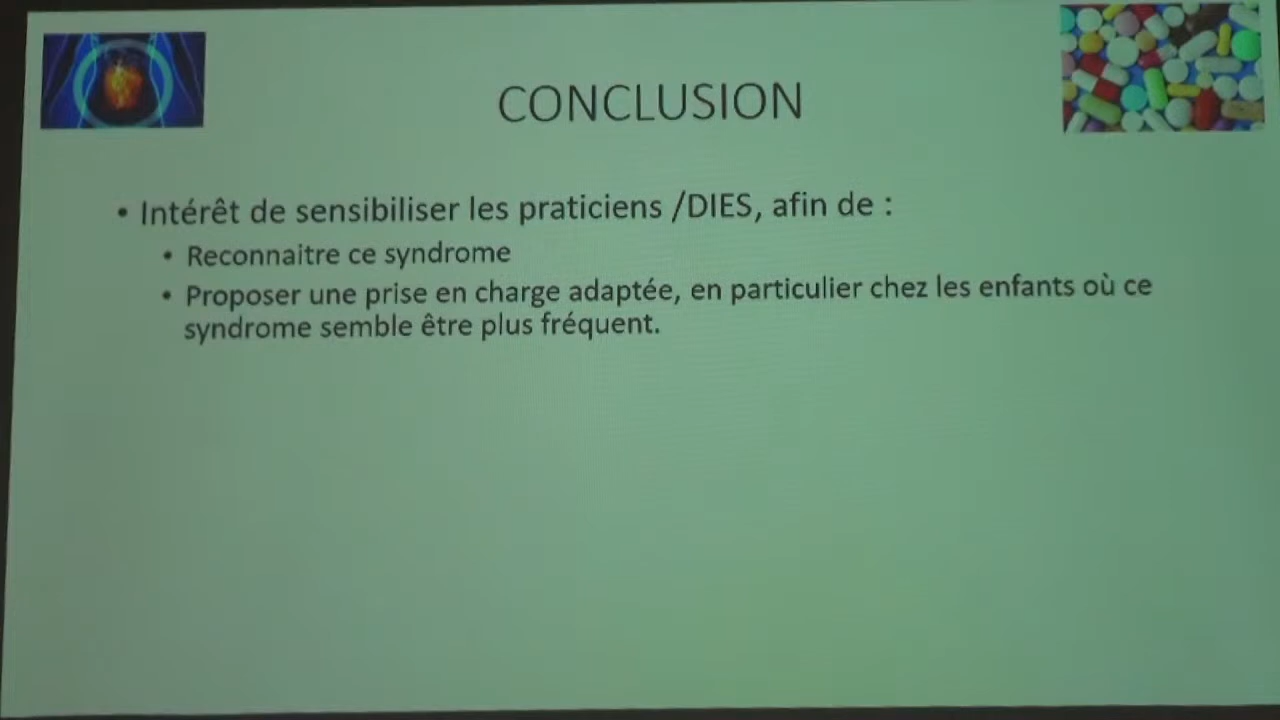 CONCLUSION
• Intérêt de sensibiliser les praticiens /DIES, afin de :
• Reconnaitre ce syndrome
• Proposer une prise en charge adaptée, en particulier chez les enfants où ce
syndrome semble être plus fréquent.